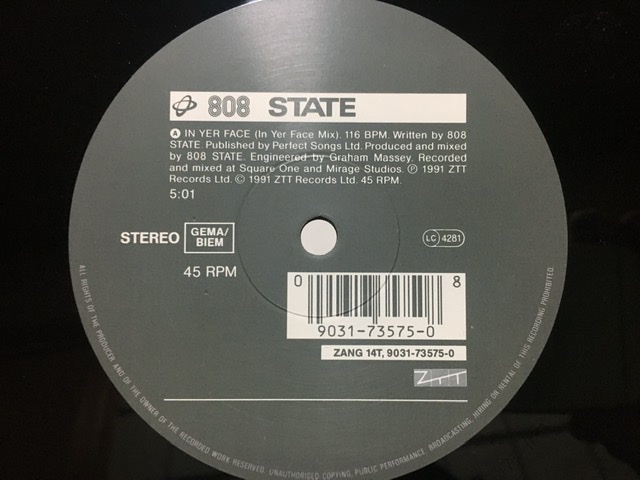 808 STATE
A IN YER FACE (In Yer Face Mix). 116 BPM. Written by 808
STATE. Published by Perfect Songs Ltd. Produced and mixed
by 808 STATE. Engineered by Graham Massey. Recorded
and mixed at Square One and Mirage Studios. ℗ 1991 ZTT
Records Ltd. © 1991 ZTT Records Ltd. 45 RPM.
5:01
STEREO
GEMA/
BIEM
LC 4281
45 RPM
0 8
9031-73575-0
ZANG 14T, 9031-73575-0
ZTT
ALL RIGHTS OF THE PRODUCER AND OF THE OWNER OF THE RECORDED WORK RESERVED. UNAUTHORISED COPYING, PUBLIC PERFORMANCE, BROADCASTING, HIRING OR RENTAL OF THIS RECORDING PROHIBITED.